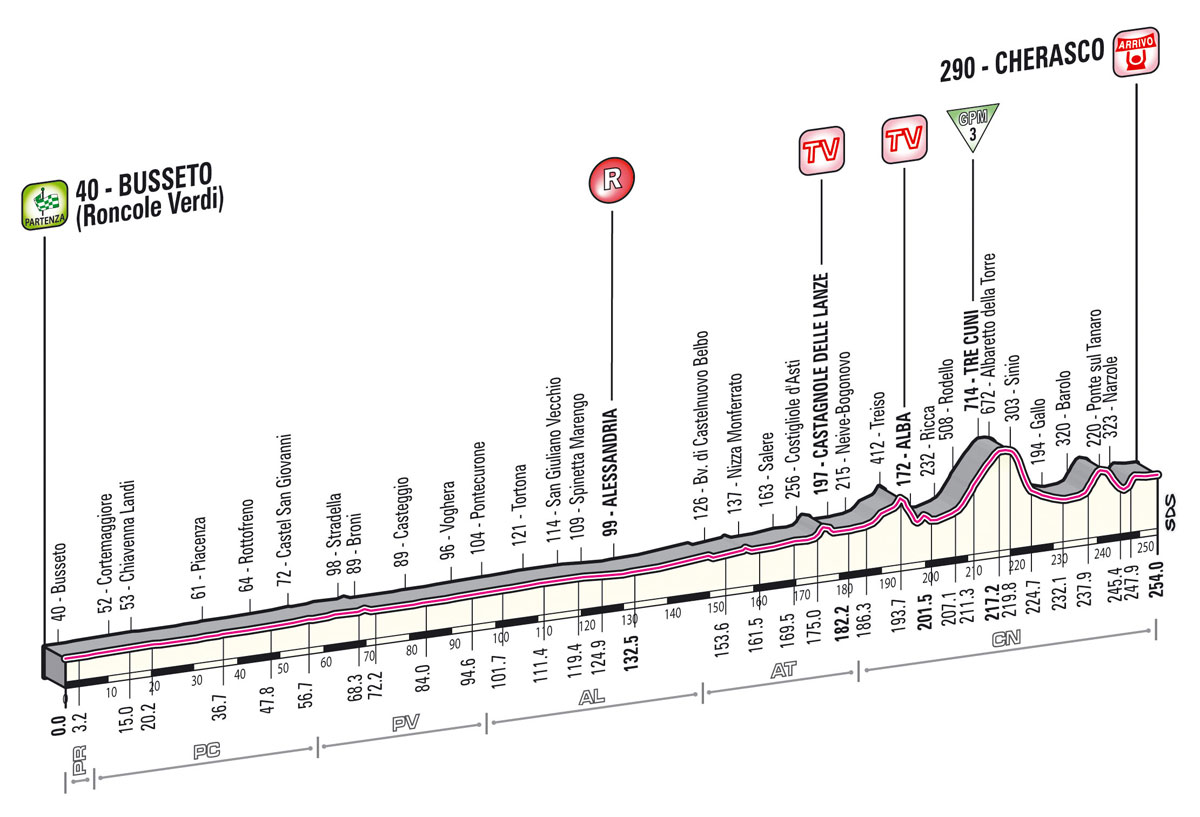 290 - CHERASCO
ARRIVO
GPM
3
TV
TV
R
PARTENZA
40 - BUSSETO
(Roncole Verdi)
40 - Busseto
52 - Cortemaggiore
53 - Chiavenna Landi
61 - Piacenza
64 - Rottofreno
72 - Castel San Giovanni
98 - Stradella
89 - Broni
89 - Casteggio
96 - Voghera
104 - Pontecurone
121 - Tortona
114 - San Giuliano Vecchio
109 - Spinetta Marengo
99 - ALESSANDRIA
126 - Bv. di Castelnuovo Belbo
137 - Nizza Monferrato
163 - Salere
256 - Costigliole d'Asti
197 - CASTAGNOLE DELLE LANZE
215 - Neive-Bogonovo
412 - Treiso
172 - ALBA
232 - Ricca
508 - Rodello
714 - TRE CUNI
672 - Albaretto della Torre
303 - Sinio
194 - Gallo
320 - Barolo
220 - Ponte sul Tanaro
323 - Narzole
SDS
0
10
20
30
40
50
60
70
80
90
100
110
120
130
140
150
160
170
180
190
200
210
220
230
240
250
0.0
3.2
15.0
20.2
36.7
47.8
56.7
68.3
72.2
84.0
94.6
101.7
111.4
119.4
124.9
132.5
153.6
161.5
169.5
175.0
182.2
186.3
193.7
201.5
207.1
211.3
217.2
219.8
224.7
232.1
237.9
245.4
247.9
254.0
PR
PC
PV
AL
AT
CN